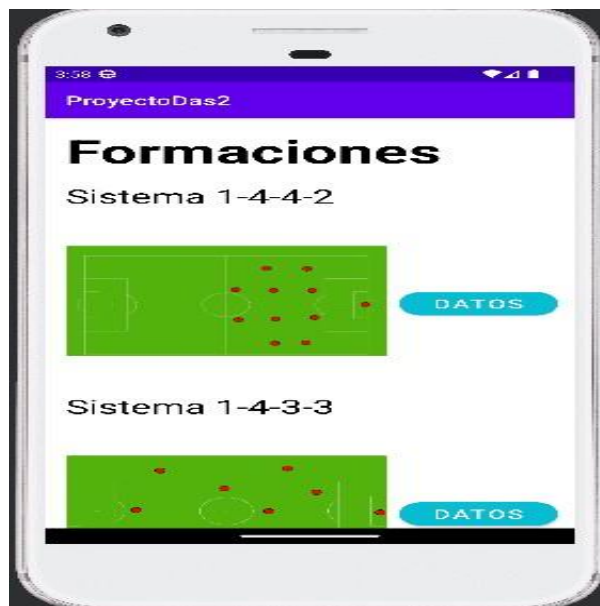 3:58
ProyectoDas2
Formaciones
Sistema 1-4-4-2
DATOS
Sistema 1-4-3-3
DATOS